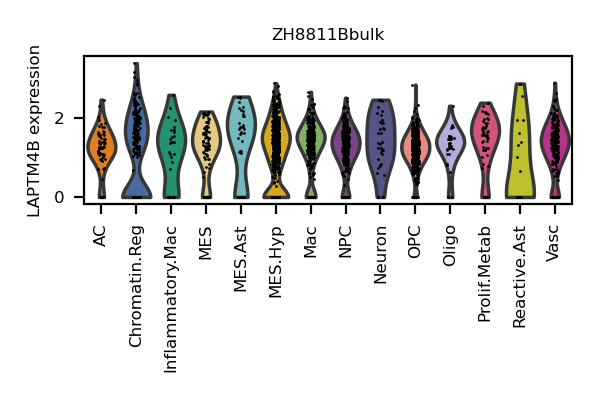 ZH8811Bbulk
LAPTM4B expression
2
0
AC
Chromatin.Reg
Inflammatory.Mac
MES
MES.Ast
MES.Hyp
Mac
NPC
Neuron
OPC
Oligo
Prolif.Metab
Reactive.Ast
Vasc